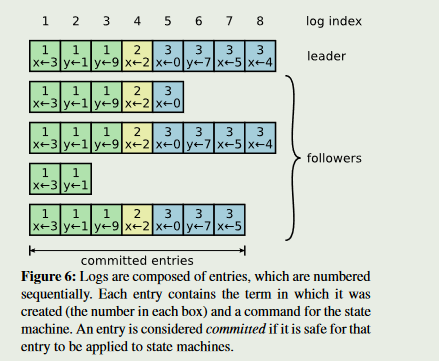 1 2 3 4 5 6 7 8 log index
1 1 1 2 3 3 3 3
x←3 y←1 y←9 x←2 x←0 y←7 x←5 x←4 leader
1 1 1 2 3
x←3 y←1 y←9 x←2 x←0
1 1 1 2 3 3 3 3
x←3 y←1 y←9 x←2 x←0 y←7 x←5 x←4
followers
1 1
x←3 y←1
1 1 1 2 3 3 3
x←3 y←1 y←9 x←2 x←0 y←7 x←5
committed entries
Figure 6: Logs are composed of entries, which are numbered
sequentially. Each entry contains the term in which it was
created (the number in each box) and a command for the state
machine. An entry is considered committed if it is safe for that
entry to be applied to state machines.